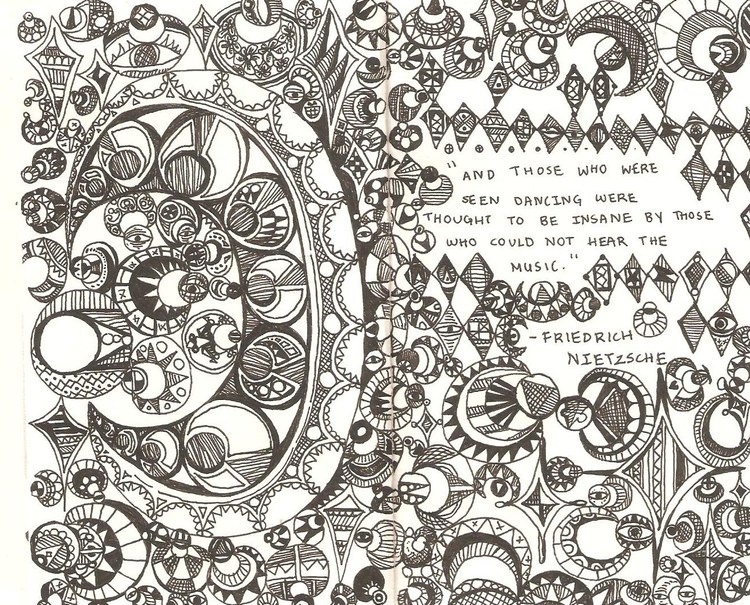 "AND THOSE WHO WERE
SEEN DANCING WERE
THOUGHT TO BE INSANE BY THOSE
WHO COULD NOT HEAR THE
MUSIC."
- FRIEDRICH
NIETZSCHE